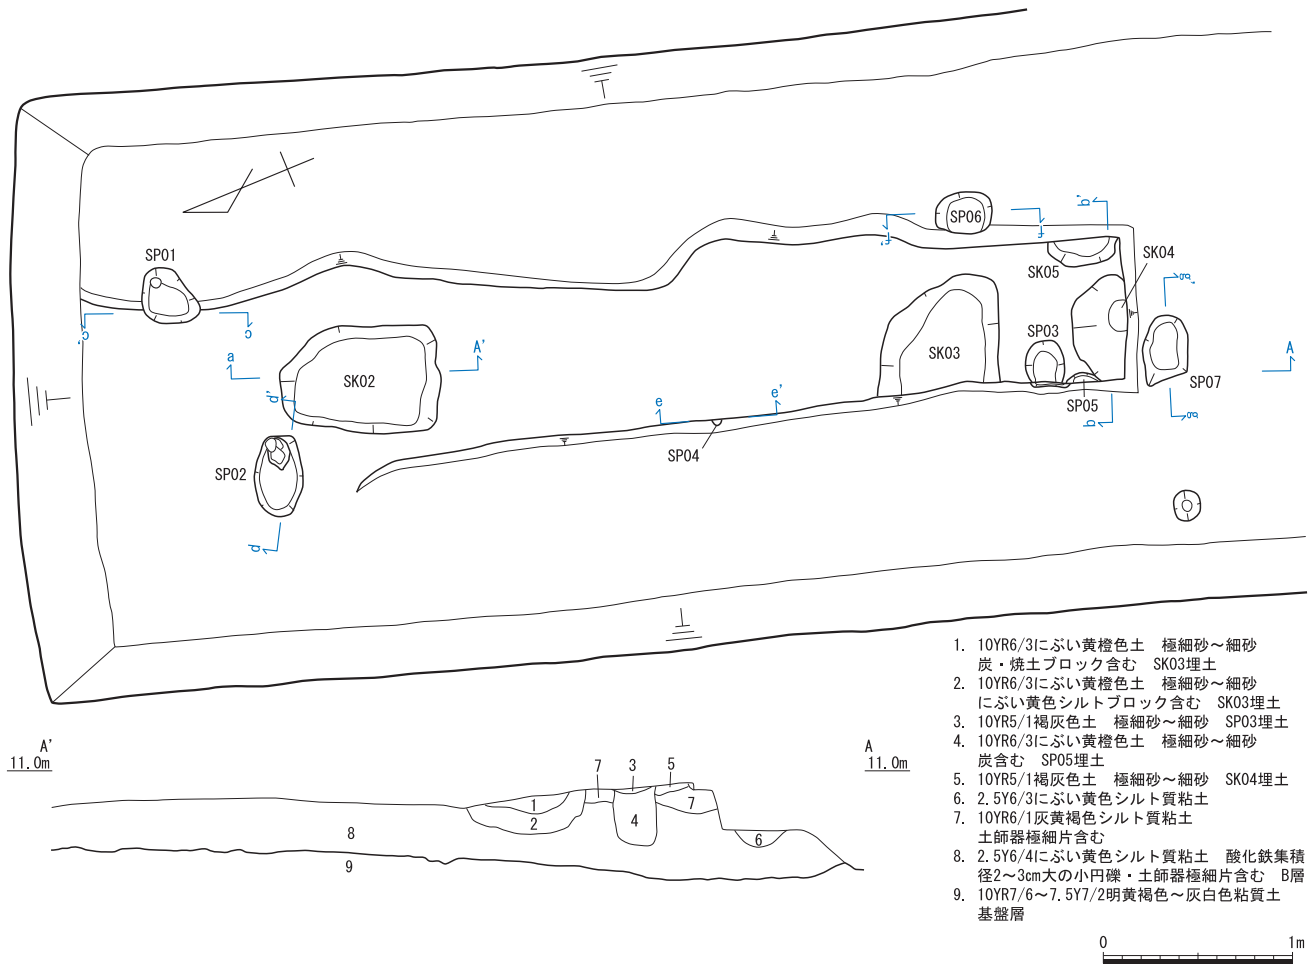 SP01
SP06
b'
f'
f
SK05
SK04
g'
c'
c
a
A'
SK02
SK03
SP03
A
d'
SP07
e
e'
SP05
b
g
SP04
SP02
d
1. 10YR6/3にぶい黄橙色土 極細砂～細砂
炭・焼土ブロック含む SK03埋土
2. 10YR6/3にぶい黄橙色土 極細砂～細砂
にぶい黄色シルトブロック含む SK03埋土
3. 10YR5/1褐灰色土 極細砂～細砂 SP03埋土
4. 10YR6/3にぶい黄橙色土 極細砂～細砂
炭含む SP05埋土
5. 10YR5/1褐灰色土 極細砂～細砂 SK04埋土
6. 2.5Y6/3にぶい黄色シルト質粘土
7. 10YR6/1灰黄褐色シルト質粘土
土師器極細片含む
8. 2.5Y6/4にぶい黄色シルト質粘土 酸化鉄集積
径2～3cm大の小円礫・土師器極細片含む B層
9. 10YR7/6～7.5Y7/2明黄褐色～灰白色粘質土
基盤層
A'
11.0m
A
11.0m
7
3
5
1
7
2
4
8
6
9
0
1m